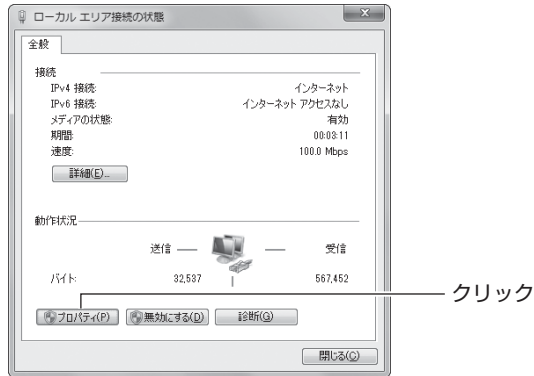 ローカル エリア接続の状態
全般
接続
IPv4 接続: インターネット
IPv6 接続: インターネット アクセスなし
メディアの状態: 有効
期間: 00:03:11
速度: 100.0 Mbps
詳細(E)...
動作状況
送信 受信
バイト: 32,537 567,452
プロパティ(P) 無効にする(D) 診断(G)
クリック
閉じる(C)